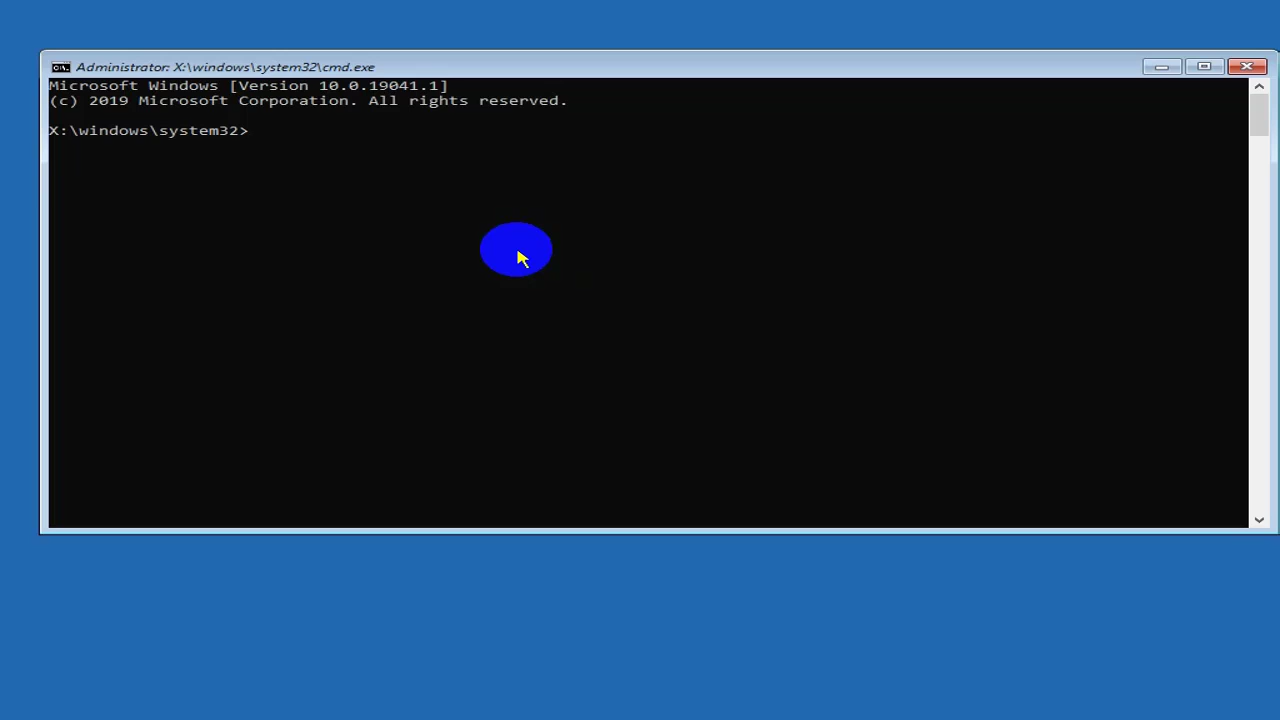 Administrator: X:\windows\system32\cmd.exe
Microsoft Windows [Version 10.0.19041.1]
(c) 2019 Microsoft Corporation. All rights reserved.
X:\windows\system32>